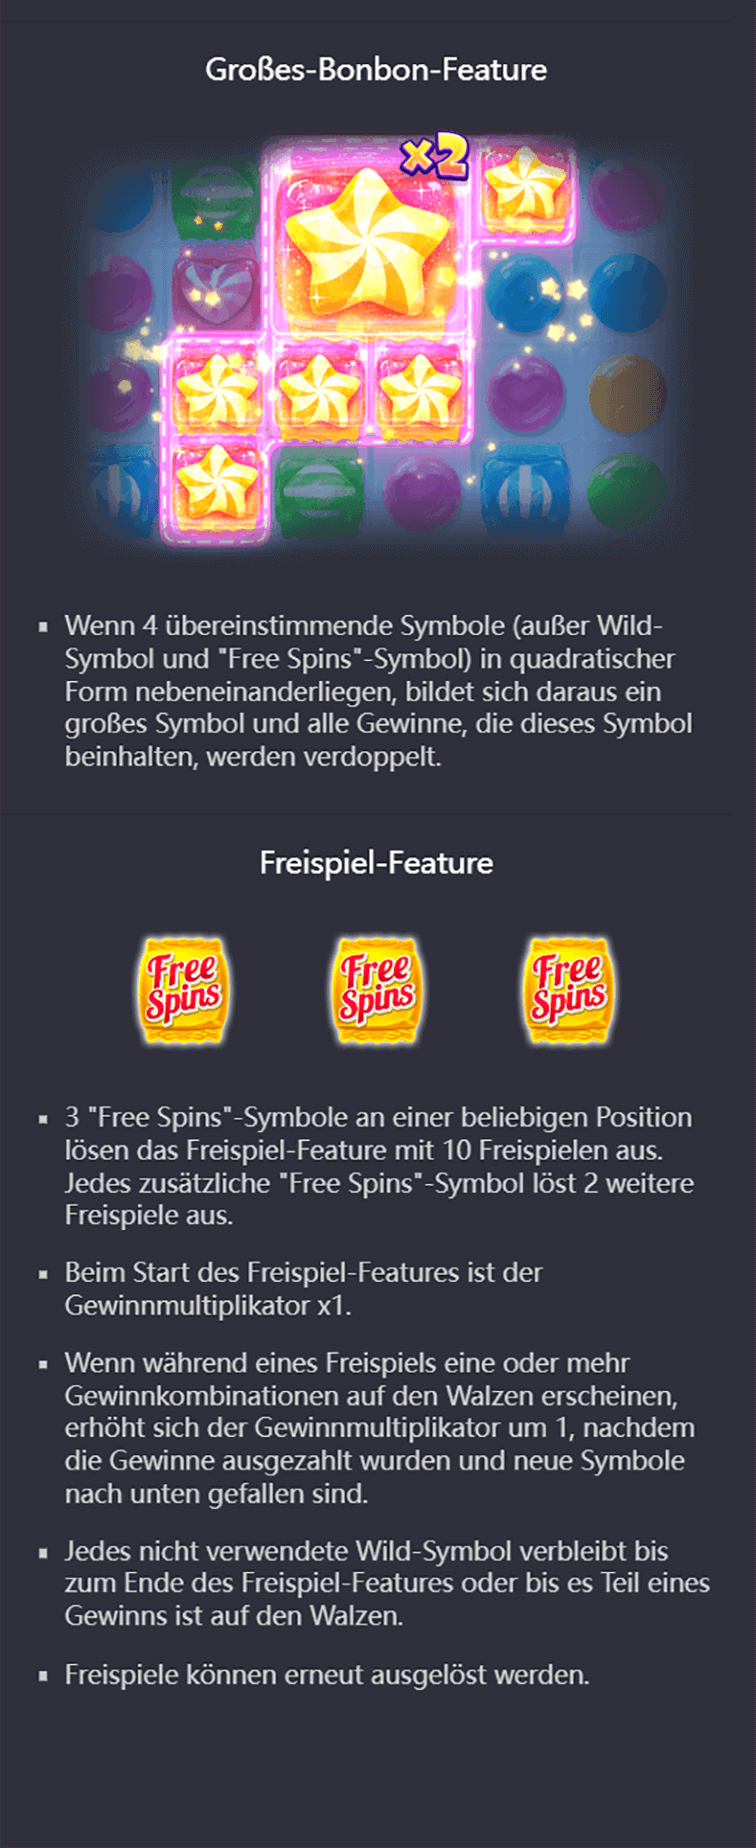 Großes-Bonbon-Feature
x2
▪ Wenn 4 übereinstimmende Symbole (außer Wild-
Symbol und "Free Spins"-Symbol) in quadratischer
Form nebeneinanderliegen, bildet sich daraus ein
großes Symbol und alle Gewinne, die dieses Symbol
beinhalten, werden verdoppelt.
Freispiel-Feature
Free Spins Free Spins Free Spins
▪ 3 "Free Spins"-Symbole an einer beliebigen Position
lösen das Freispiel-Feature mit 10 Freispielen aus.
Jedes zusätzliche "Free Spins"-Symbol löst 2 weitere
Freispiele aus.
▪ Beim Start des Freispiel-Features ist der
Gewinnmultiplikator x1.
▪ Wenn während eines Freispiels eine oder mehr
Gewinnkombinationen auf den Walzen erscheinen,
erhöht sich der Gewinnmultiplikator um 1, nachdem
die Gewinne ausgezahlt wurden und neue Symbole
nach unten gefallen sind.
▪ Jedes nicht verwendete Wild-Symbol verbleibt bis
zum Ende des Freispiel-Features oder bis es Teil eines
Gewinns ist auf den Walzen.
▪ Freispiele können erneut ausgelöst werden.